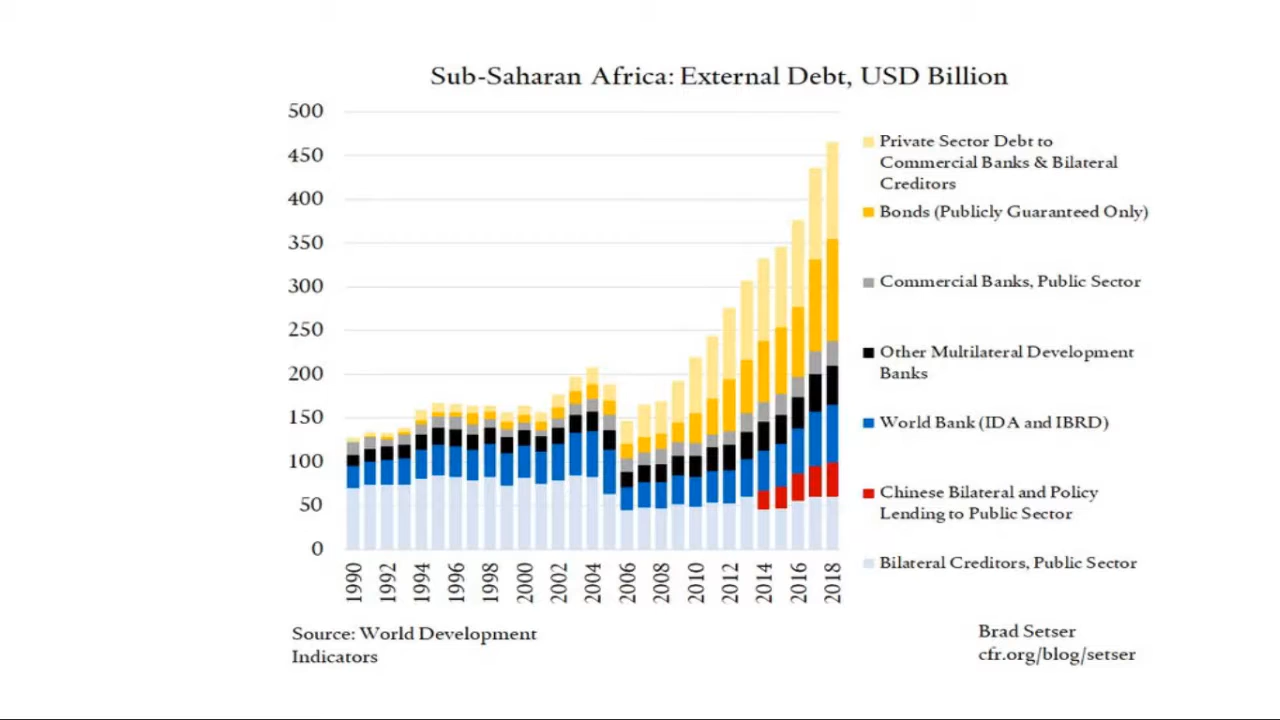 Sub-Saharan Africa: External Debt, USD Billion
500
450
400
350
300
250
200
150
100
50
0
1990
1992
1994
1996
1998
2000
2002
2004
2006
2008
2010
2012
2014
2016
2018
Private Sector Debt to
Commercial Banks & Bilateral
Creditors
Bonds (Publicly Guaranteed Only)
Commercial Banks, Public Sector
Other Multilateral Development
Banks
World Bank (IDA and IBRD)
Chinese Bilateral and Policy
Lending to Public Sector
Bilateral Creditors, Public Sector
Source: World Development
Indicators
Brad Setser
cfr.org/blog/setser